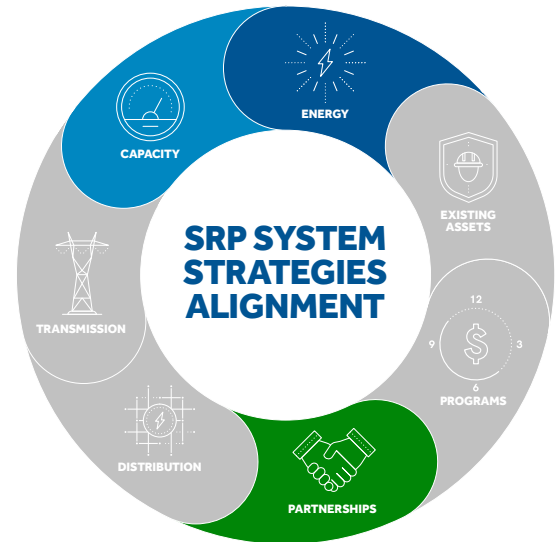 SRP SYSTEM
STRATEGIES
ALIGNMENT
ENERGY
EXISTING
ASSETS
12
9
3
6
$
PROGRAMS
PARTNERSHIPS
DISTRIBUTION
TRANSMISSION
CAPACITY